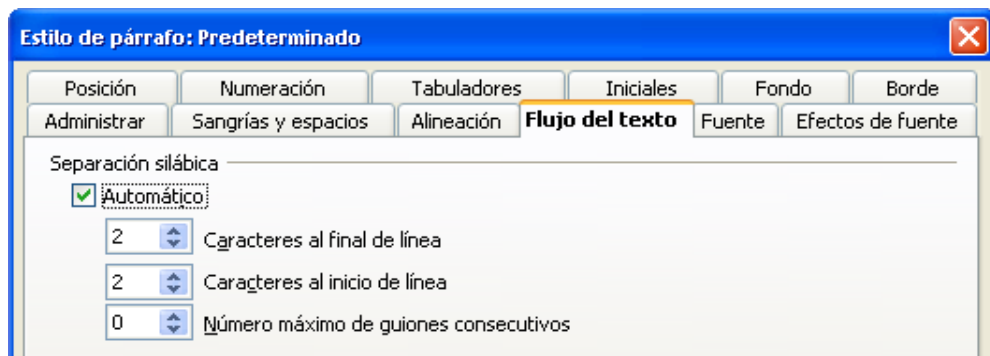 Estilo de párrafo: Predeterminado
Posición Numeración Tabuladores Iniciales Fondo Borde
Administrar Sangrías y espacios Alineación Flujo del texto Fuente Efectos de fuente
Separación silábica
Automático
2 Caracteres al final de línea
2 Caracteres al inicio de línea
0 Número máximo de guiones consecutivos